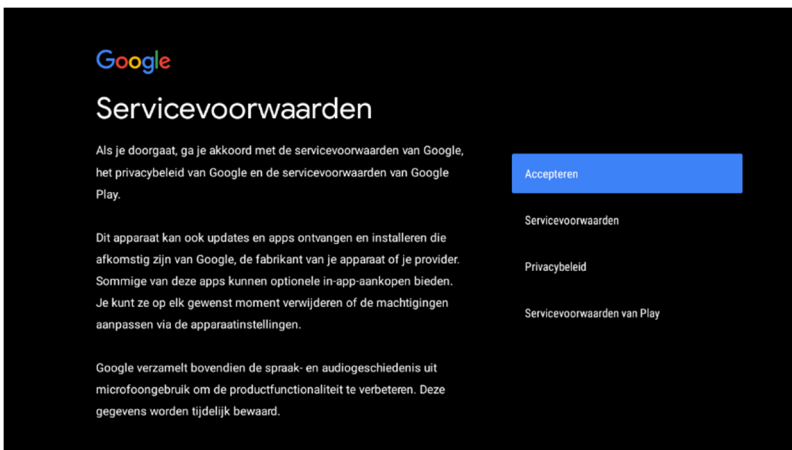 Google
Servicevoorwaarden
Als je doorgaat, ga je akkoord met de servicevoorwaarden van Google,
het privacybeleid van Google en de servicevoorwaarden van Google
Play.
Dit apparaat kan ook updates en apps ontvangen en installeren die
afkomstig zijn van Google, de fabrikant van je apparaat of je provider.
Sommige van deze apps kunnen optionele in-app-aankopen bieden.
Je kunt ze op elk gewenst moment verwijderen of de machtigingen
aanpassen via de apparaatinstellingen.
Google verzamelt bovendien de spraak- en audiogeschiedenis uit
microfoongebruik om de productfunctionaliteit te verbeteren. Deze
gegevens worden tijdelijk bewaard.
Accepteren
Servicevoorwaarden
Privacybeleid
Servicevoorwaarden van Play